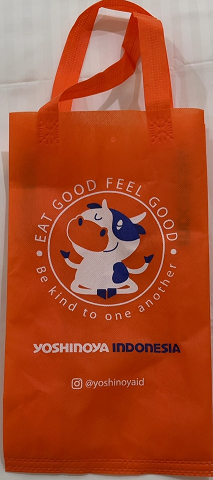 • EAT GOOD FEEL GOOD •
Be kind to one another
YOSHINOYA INDONESIA
@yoshinoyaid